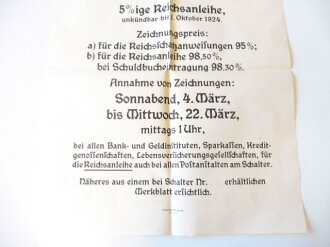 5%ige Reichsanleihe,
unkündbar bis 1. Oktober 1924.
Zeichnungspreis:
a) für die Reichsschatzanweisungen 95%;
b) für die Reichsanleihe 98,50%,
bei Schuldbucheintragung 98.30%.
Annahme von Zeichnungen:
Sonnabend, 4. März,
bis Mittwoch, 22. März,
mittags 1 Uhr,
bei allen Bank- und Geldinstituten, Sparkassen, Kredit-
genossenschaften, Lebensversicherungsgesellschaften, für
die Reichsanleihe auch bei allen Postanstalten am Schalter.
Näheres aus einem bei Schalter Nr. erhältlichen
Merkblatt ersichtlich.